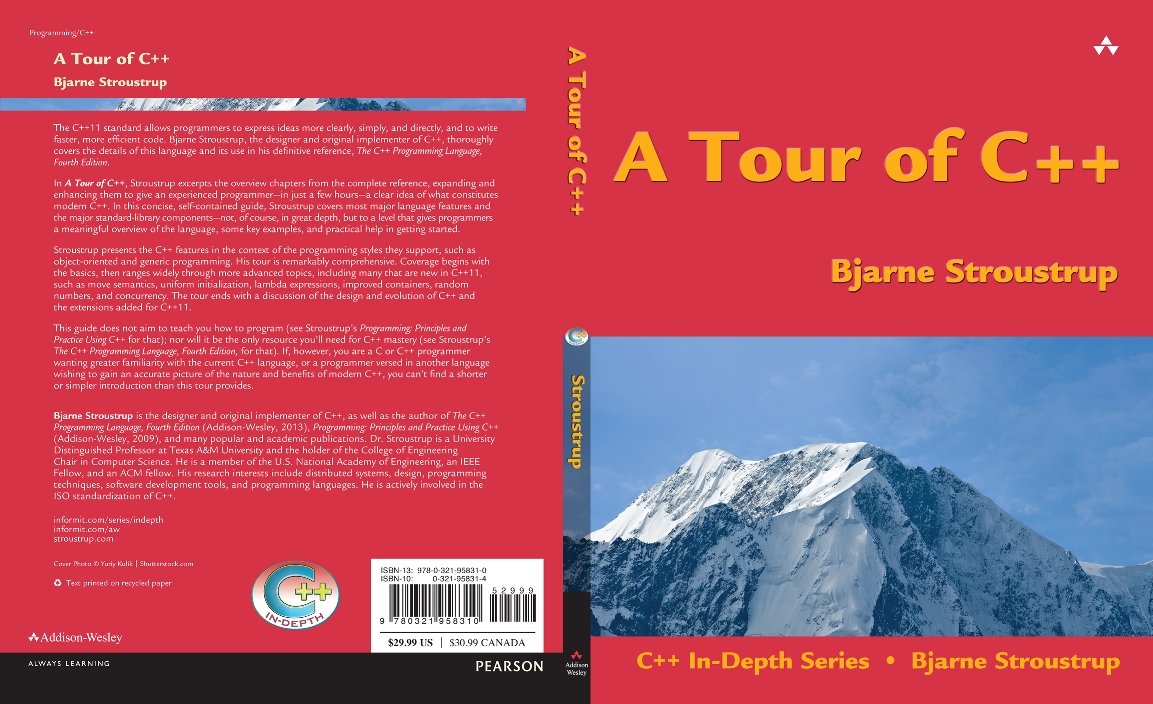 Programming/C++
A Tour of C++
Bjarne Stroustrup
The C++11 standard allows programmers to express ideas more clearly, simply, and directly, and to write
faster, more efficient code. Bjarne Stroustrup, the designer and original implementer of C++, thoroughly
covers the details of this language and its use in his definitive reference, The C++ Programming Language,
Fourth Edition.
In A Tour of C++, Stroustrup excerpts the overview chapters from the complete reference, expanding and
enhancing them to give an experienced programmer—in just a few hours—a clear idea of what constitutes
modern C++. In this concise, self-contained guide, Stroustrup covers most major language features and
the major standard-library components—not, of course, in great depth, but to a level that gives programmers
a meaningful overview of the language, some key examples, and practical help in getting started.
Stroustrup presents the C++ features in the context of the programming styles they support, such as
object-oriented and generic programming. His tour is remarkably comprehensive. Coverage begins with
the basics, then ranges widely through more advanced topics, including many that are new in C++11,
such as move semantics, uniform initialization, lambda expressions, improved containers, random
numbers, and concurrency. The tour ends with a discussion of the design and evolution of C++ and
the extensions added for C++11.
This guide does not aim to teach you how to program (see Stroustrup's Programming: Principles and
Practice Using C++ for that); nor will it be the only resource you'll need for C++ mastery (see Stroustrup's
The C++ Programming Language, Fourth Edition, for that). If, however, you are a C or C++ programmer
wanting greater familiarity with the current C++ language, or a programmer versed in another language
wishing to gain an accurate picture of the nature and benefits of modern C++, you can't find a shorter
or simpler introduction than this tour provides.
Bjarne Stroustrup is the designer and original implementer of C++, as well as the author of The C++
Programming Language, Fourth Edition (Addison-Wesley, 2013), Programming: Principles and Practice Using C++
(Addison-Wesley, 2009), and many popular and academic publications. Dr. Stroustrup is a University
Distinguished Professor at Texas A&M University and the holder of the College of Engineering
Chair in Computer Science. He is a member of the U.S. National Academy of Engineering, an IEEE
Fellow, and an ACM fellow. His research interests include distributed systems, design, programming
techniques, software development tools, and programming languages. He is actively involved in the
ISO standardization of C++.
informit.com/series/indepth
informit.com/aw
stroustrup.com
Cover Photo © Yuriy Kulik | Shutterstock.com
Text printed on recycled paper
C++
IN-DEPTH
ISBN-13: 978-0-321-95831-0
ISBN-10: 0-321-95831-4
5 2 9 9 9
9 780321 958310
$29.99 US | $30.99 CANADA
Addison-Wesley
ALWAYS LEARNING
PEARSON
A Tour of C++
C++
Stroustrup
Addison
Wesley
A Tour of C++
Bjarne Stroustrup
C++ In-Depth Series • Bjarne Stroustrup